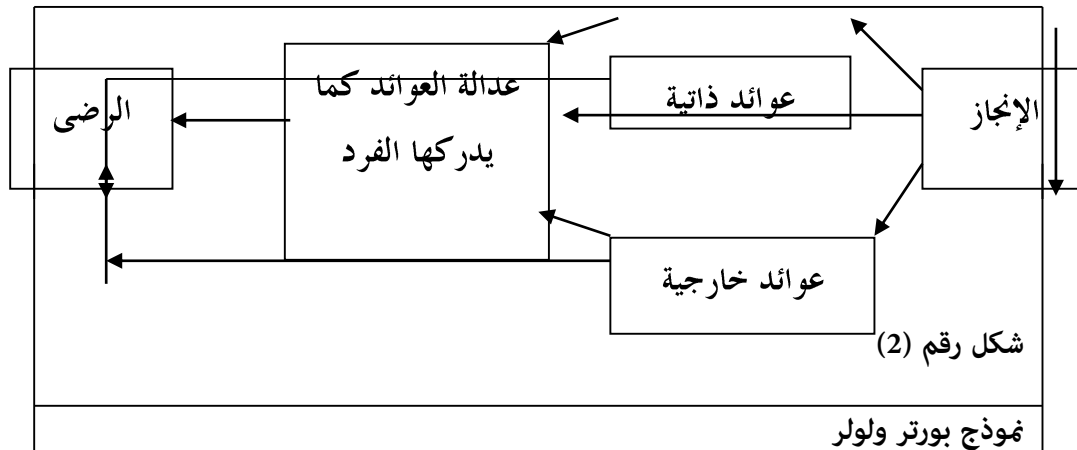 الإنجاز
عوائد ذاتية
عدالة العوائد كما
يدركها الفرد
الرضى
عوائد خارجية
شكل رقم (2)
نموذج بورتر ولولر